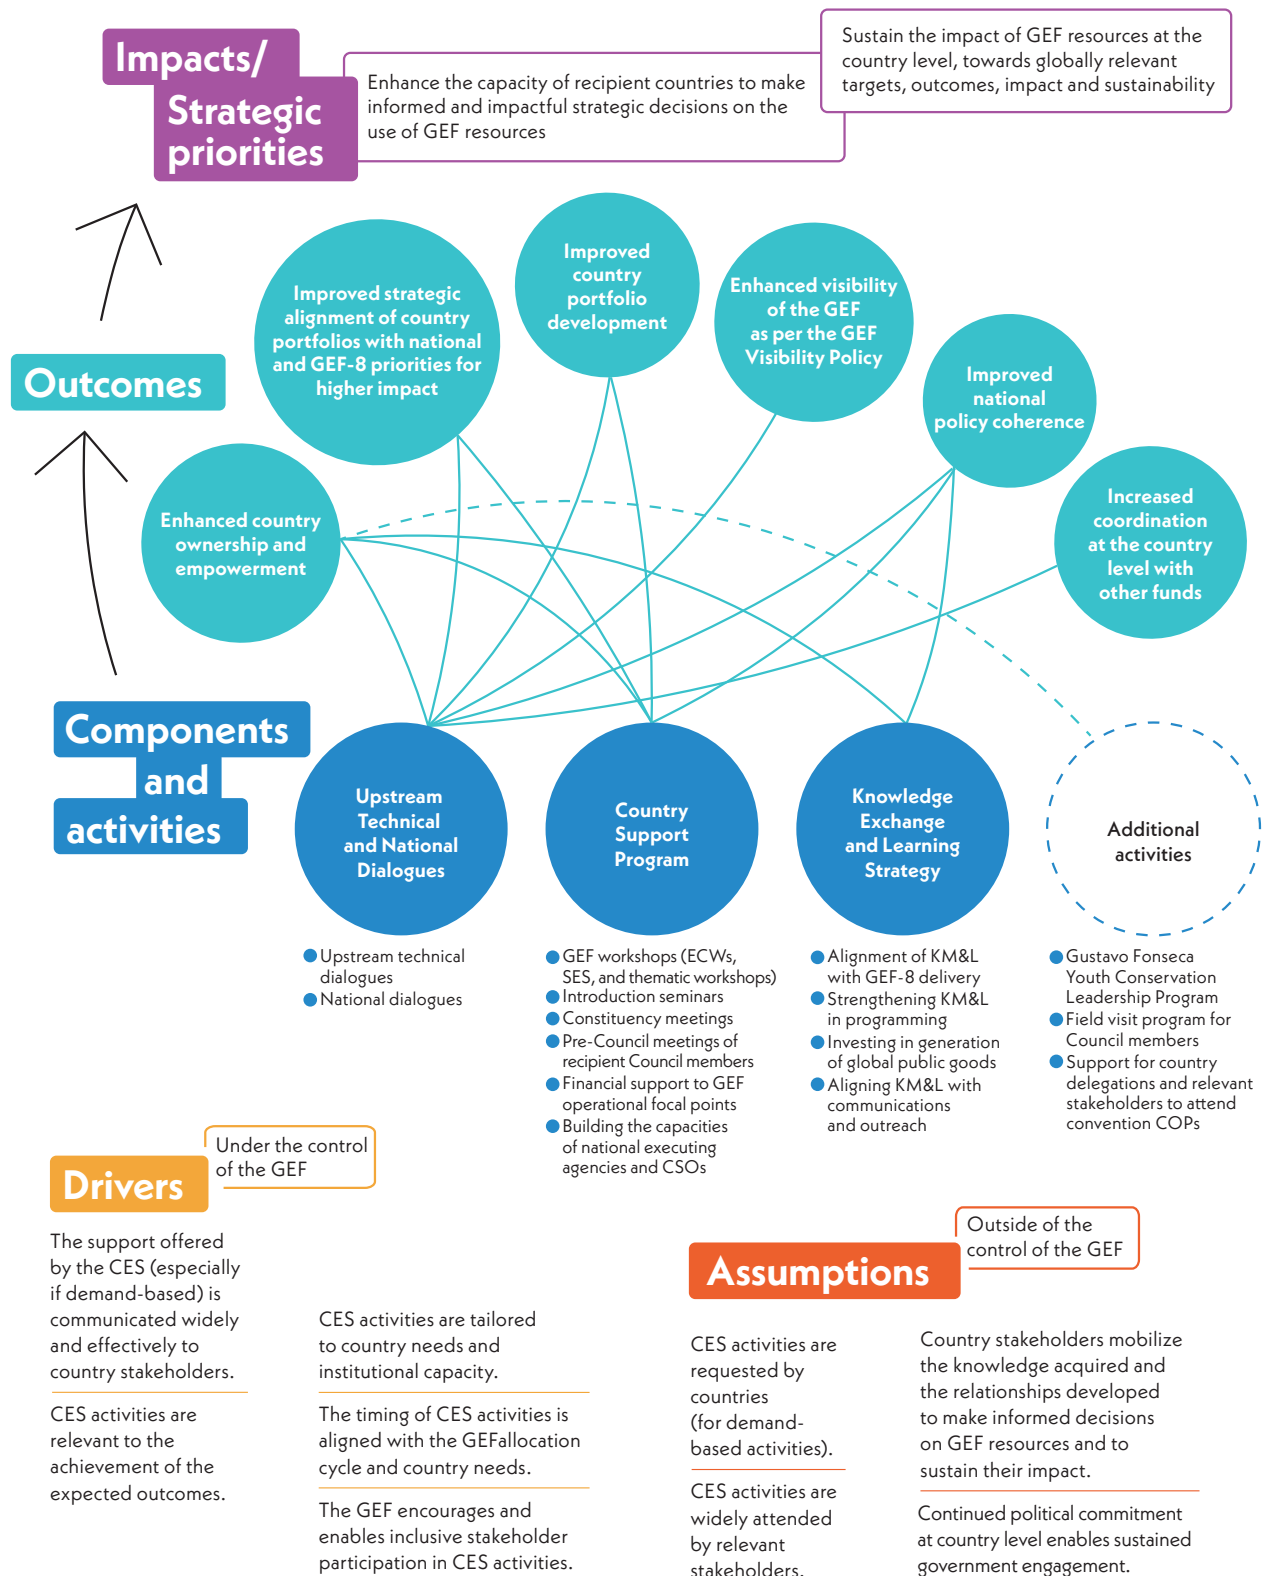 Impacts/
Strategic
priorities
Enhance the capacity of recipient countries to make
informed and impactful strategic decisions on the
use of GEF resources
Sustain the impact of GEF resources at the
country level, towards globally relevant
targets, outcomes, impact and sustainability
Outcomes
Enhanced country
ownership and
empowerment
Improved strategic
alignment of country
portfolios with national
and GEF-8 priorities for
higher impact
Improved
country
portfolio
development
Enhanced visibility
of the GEF
as per the GEF
Visibility Policy
Improved
national
policy coherence
Increased
coordination
at the country
level with
other funds
Components
and
activities
Upstream
Technical
and National
Dialogues
Country
Support
Program
Knowledge
Exchange
and Learning
Strategy
Additional
activities
Upstream technical
dialogues
National dialogues
GEF workshops (ECWs,
SES, and thematic workshops)
Introduction seminars
Constituency meetings
Pre-Council meetings of
recipient Council members
Financial support to GEF
operational focal points
Building the capacities
of national executing
agencies and CSOs
Alignment of KM&L
with GEF-8 delivery
Strengthening KM&L
in programming
Investing in generation
of global public goods
Aligning KM&L with
communications
and outreach
Gustavo Fonseca
Youth Conservation
Leadership Program
Field visit program for
Council members
Support for country
delegations and relevant
stakeholders to attend
convention COPs
Drivers
Under the control
of the GEF
The support offered
by the CES (especially
if demand-based) is
communicated widely
and effectively to
country stakeholders.
CES activities are
relevant to the
achievement of the
expected outcomes.
CES activities are tailored
to country needs and
institutional capacity.
The timing of CES activities is
aligned with the GEFallocation
cycle and country needs.
The GEF encourages and
enables inclusive stakeholder
participation in CES activities.
Assumptions
Outside of the
control of the GEF
CES activities are
requested by
countries
(for demand-
based activities).
CES activities are
widely attended
by relevant
stakeholders.
Country stakeholders mobilize
the knowledge acquired and
the relationships developed
to make informed decisions
on GEF resources and to
sustain their impact.
Continued political commitment
at country level enables sustained
government engagement.